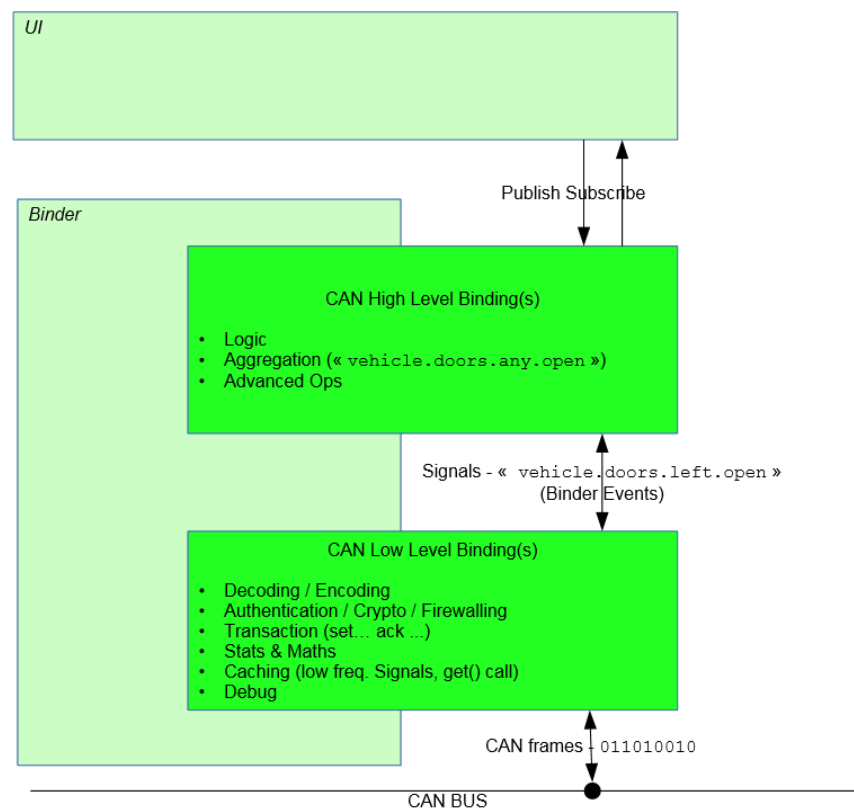 UI
Publish Subscribe
Binder
CAN High Level Binding(s)
• Logic
• Aggregation (« vehicle.doors.any.open »)
• Advanced Ops
Signals - « vehicle.doors.left.open »
(Binder Events)
CAN Low Level Binding(s)
• Decoding / Encoding
• Authentication / Crypto / Firewalling
• Transaction (set... ack ...)
• Stats & Maths
• Caching (low freq. Signals, get() call)
• Debug
CAN frames - 011010010
CAN BUS